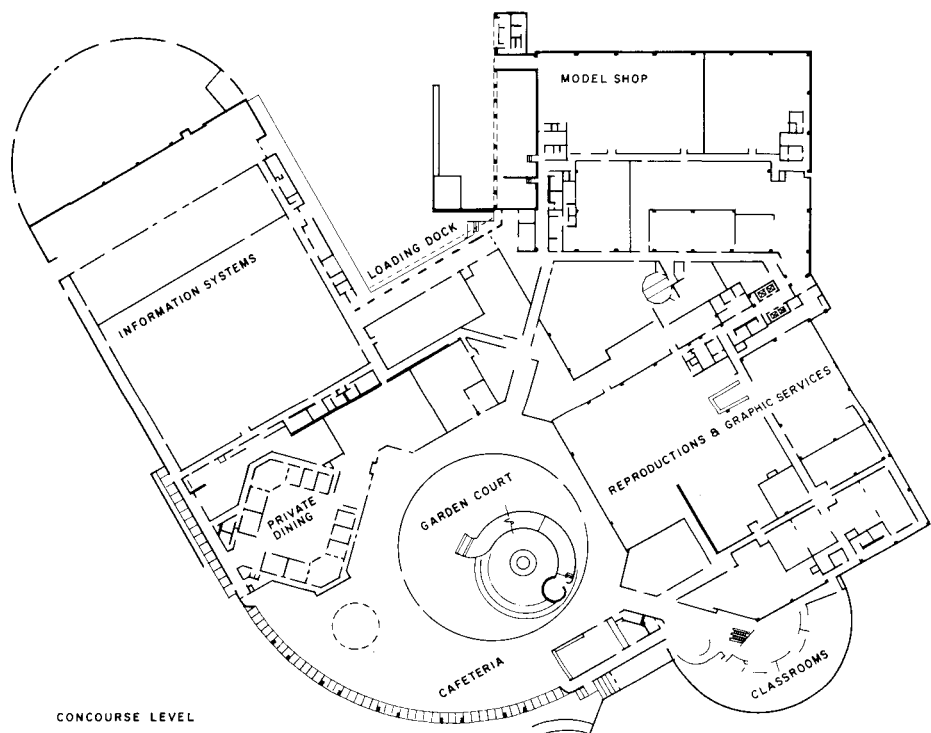 MODEL SHOP
LOADING DOCK
INFORMATION SYSTEMS
REPRODUCTIONS & GRAPHIC SERVICES
GARDEN COURT
PRIVATE
DINING
CAFETERIA
CLASSROOMS
CONCOURSE LEVEL